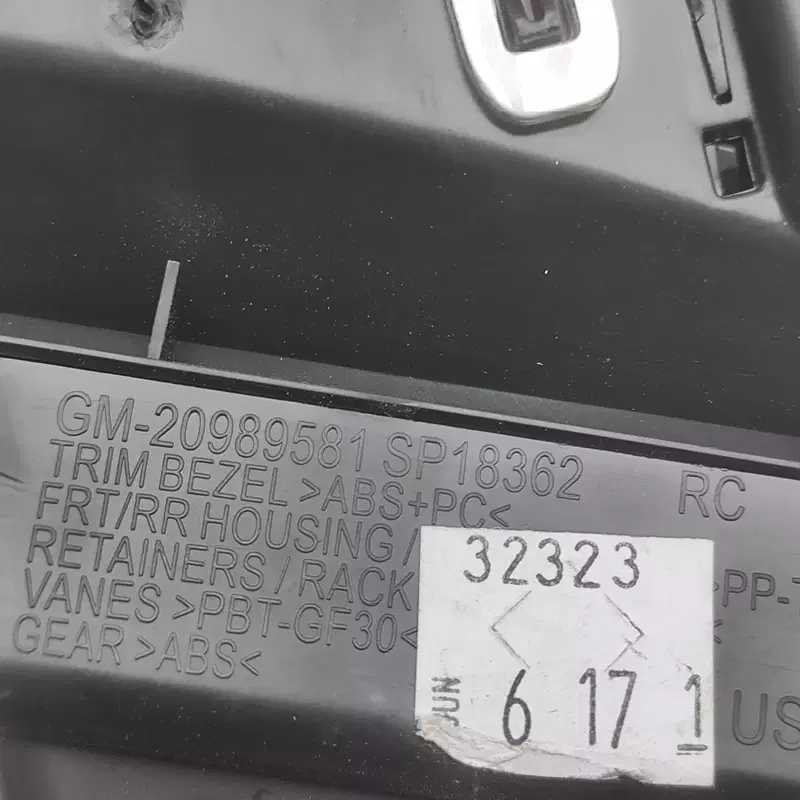 GM-20989581 SP18362 RC
TRIM BEZEL >ABS+PC<
FRT/RR HOUSING /
RETAINERS / RACK >PP-T
VANES >PBT-GF30<
GEAR >ABS<
32323
JUN 6 17 1
US